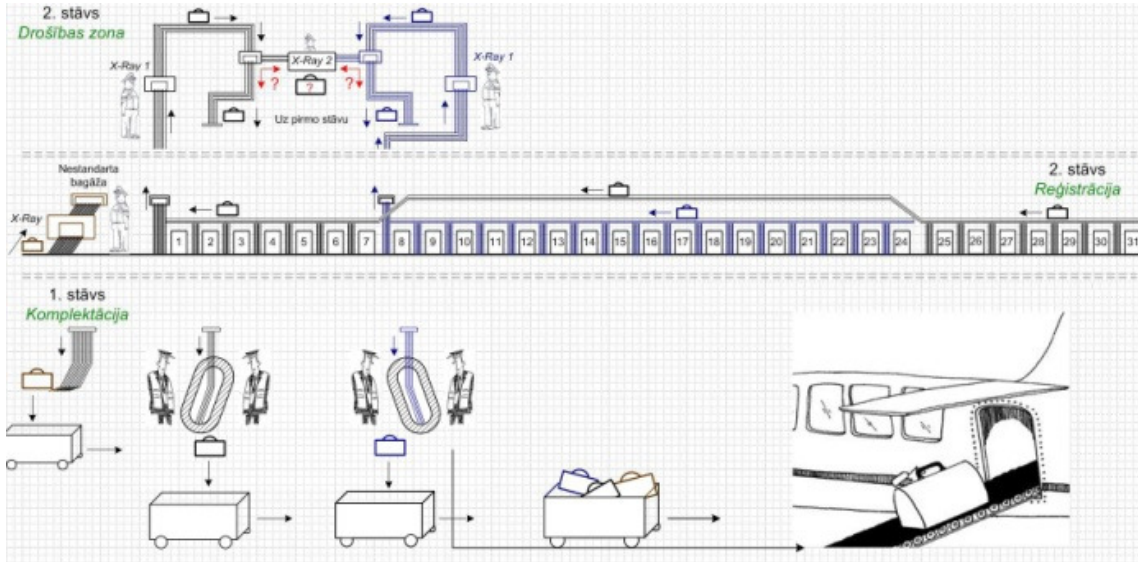 2. stāvs
Drošības zona
X-Ray 1
X-Ray 2
X-Ray 1
?
?
?
Uz pirmo stāvu
Nestandarta
bagāža
X-Ray
2. stāvs
Reģistrācija
1 2 3 4 5 6 7 8 9 10 11 12 13 14 15 16 17 18 19 20 21 22 23 24 25 26 27 28 29 30 31
1. stāvs
Komplektācija